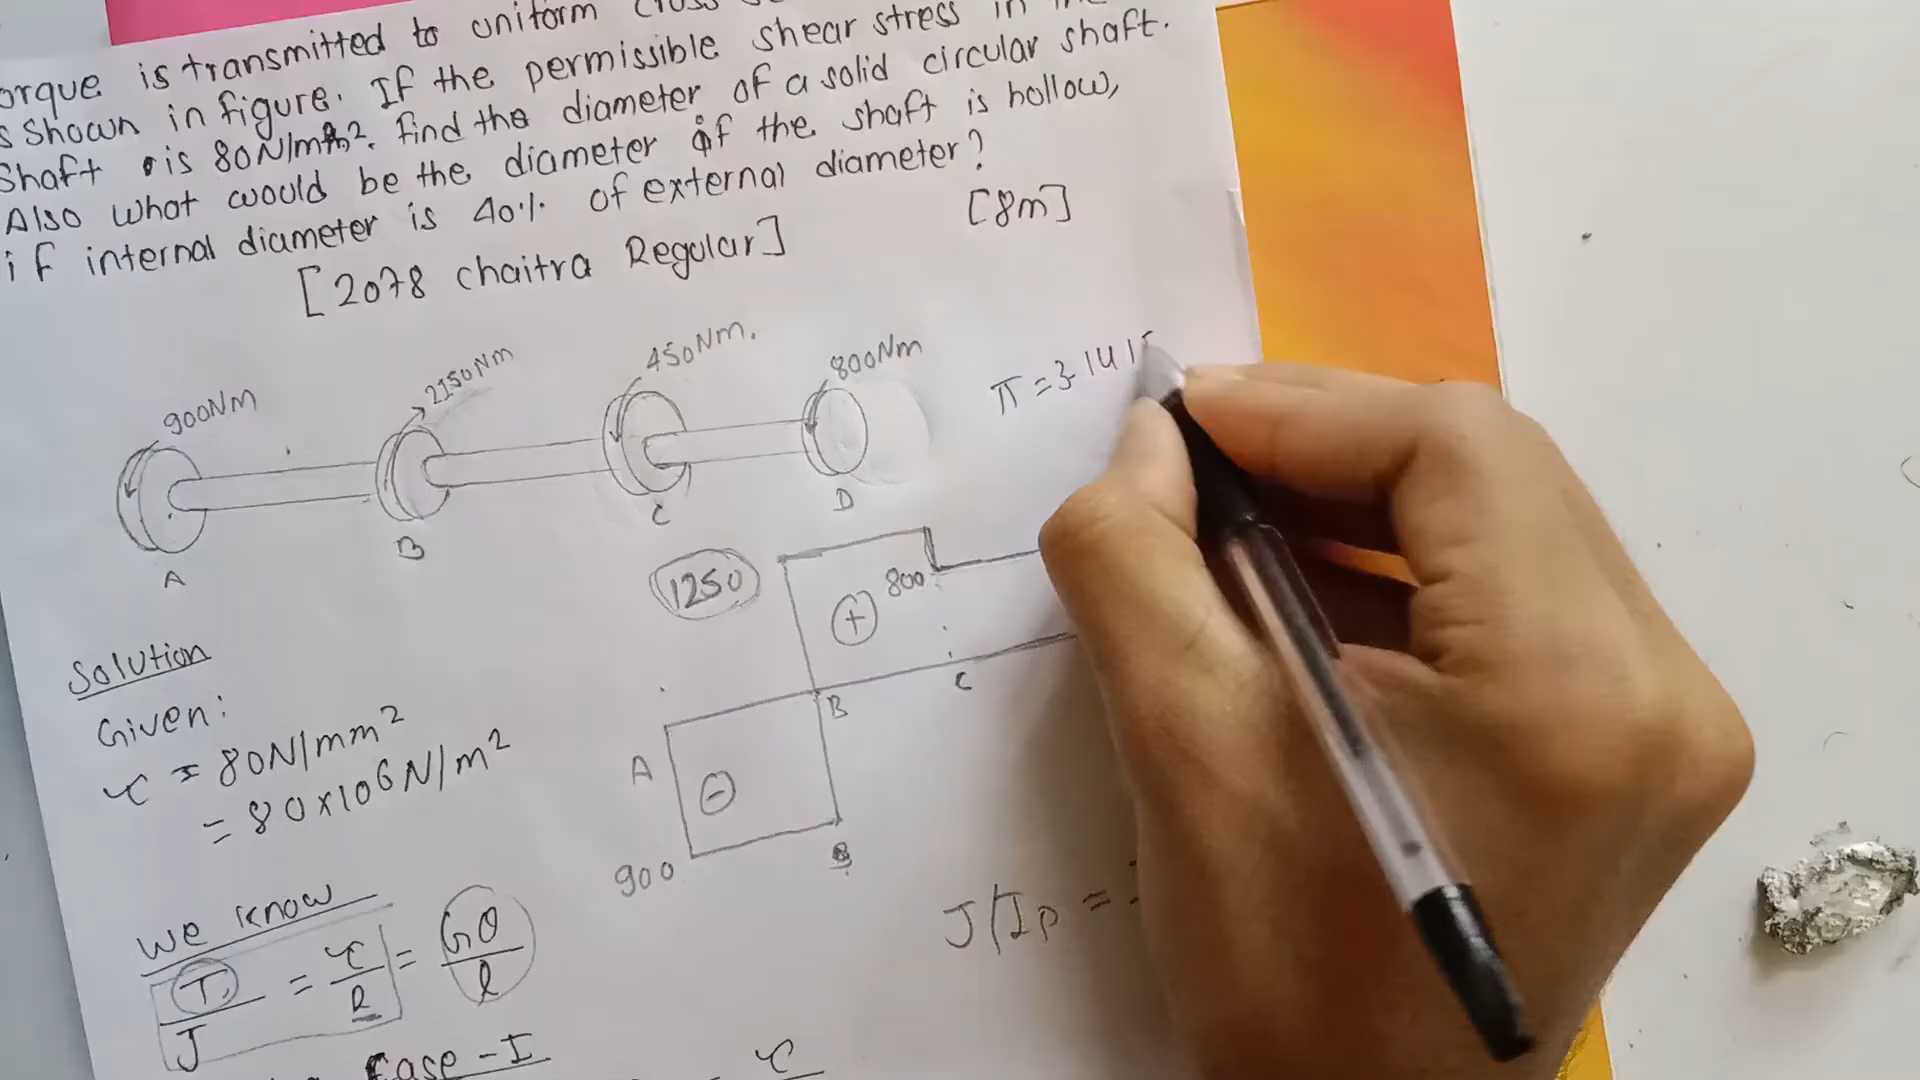 orque is transmitted to uniform
s shown in figure. If the permissible shear stress in
shaft is 80N/mm². find the diameter of a solid circular shaft.
Also what would be the diameter if the shaft is hollow,
if internal diameter is 40% of external diameter?
[8m]
[2078 chaitra Regular]
900Nm
2150Nm
450Nm.
800Nm
π = 3.1415
A
B
C
D
1250
+
800
B
C
A
-
900
B
Solution
Given:
τ = 80N/mm²
= 80x10⁶N/m²
We know
T/J = τ/R = Gθ/l
J/Ip =
Case-I
τ